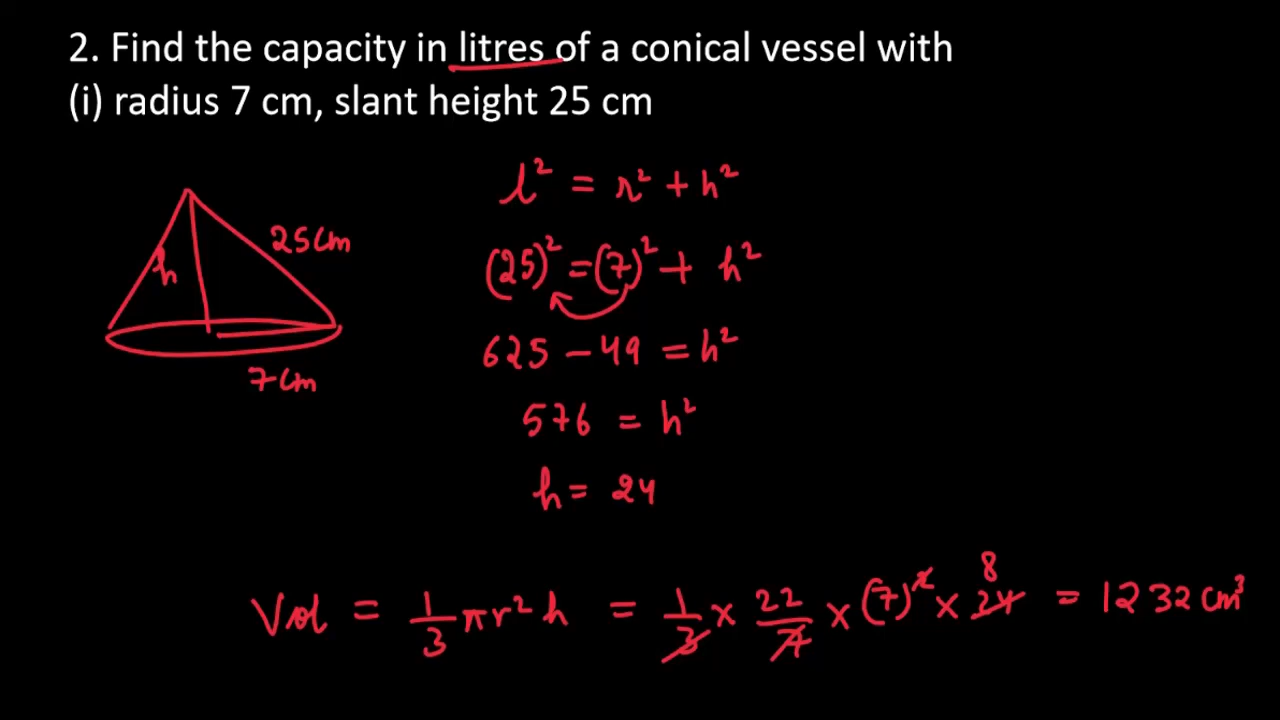 2. Find the capacity in litres of a conical vessel with
(i) radius 7 cm, slant height 25 cm
l² = r² + h²
25cm
h
(25)² = (7)² + h²
625 - 49 = h²
7cm
576 = h²
h = 24
8
Vol = 1/3 πr²h = 1/3 × 22/7 × (7)² × 24 = 1232 cm³